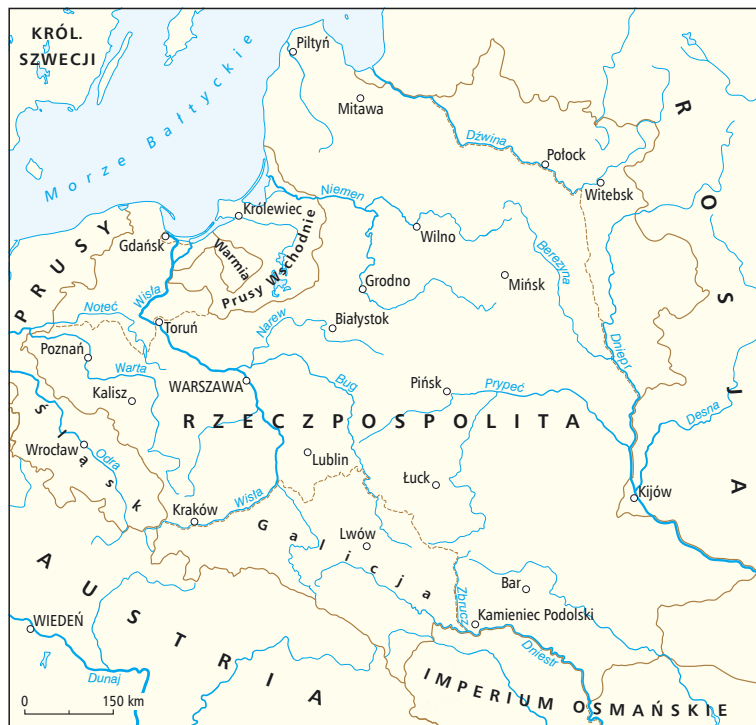 KRÓL.
SZWECJI
Morze Bałtyckie
Piltyń
Mitawa
Dźwina
Połock
Witebsk
ROSJA
Królewiec
Niemen
Gdańsk
Wilno
Berezyna
PRUSY
Warmia
Prusy Wschodnie
Grodno
Mińsk
Wisła
Noteć
Toruń
Narew
Białystok
Dniepr
Poznań
Warta
WARSZAWA
Bug
Pińsk
Prypeć
Kalisz
RZECZPOSPOLITA
Desna
Śląsk
Wrocław
Odra
Lublin
Łuck
Kijów
Kraków
Wisła
Galicja
Lwów
AUSTRIA
Bar
Zbrucz
Kamieniec Podolski
WIEDEŃ
Dniestr
Dunaj
IMPERIUM OSMAŃSKIE
0 150 km